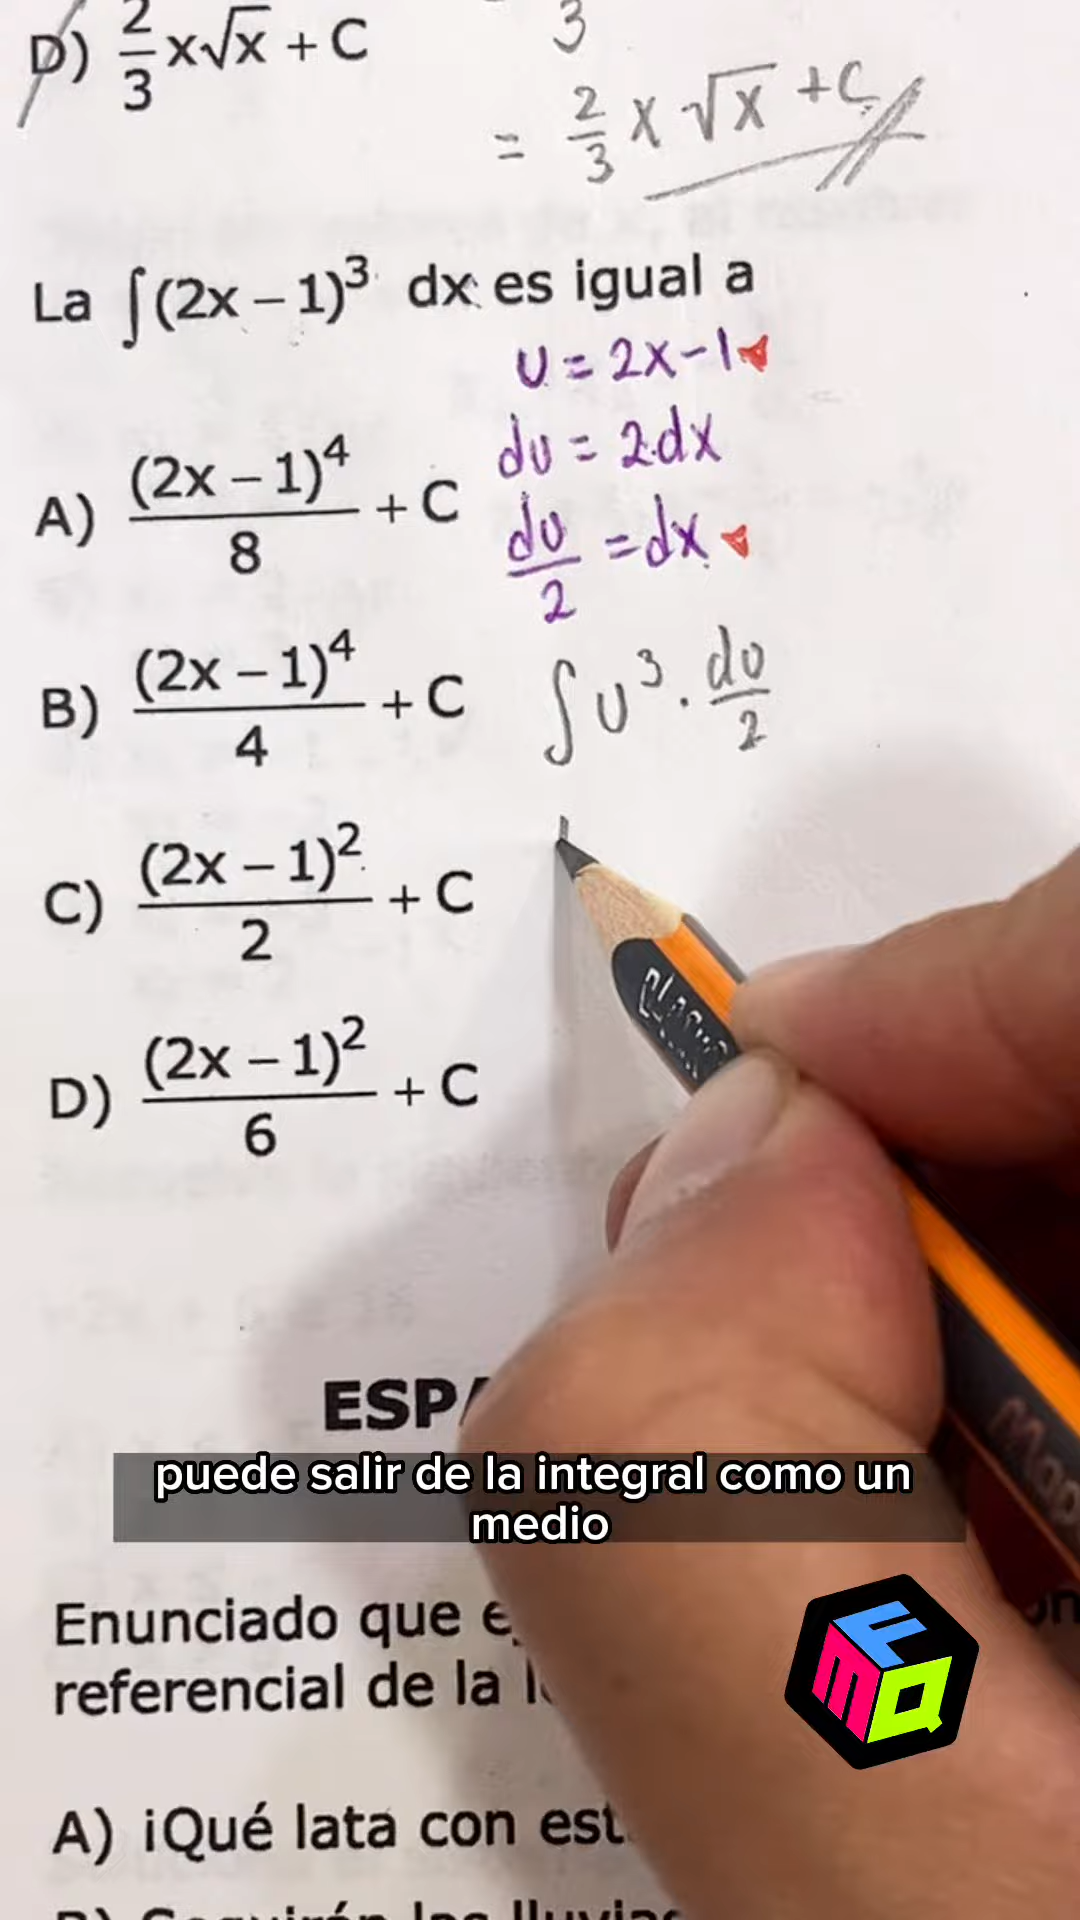 D) 2/3 x√x + C
3
= 2/3 x √x + C
La ∫(2x – 1)³ dx es igual a
u = 2x-1
du = 2dx
du/2 = dx
A) (2x – 1)⁴/8 + C
B) (2x – 1)⁴/4 + C
∫ u³ · du/2
C) (2x – 1)²/2 + C
D) (2x – 1)²/6 + C
ESP
puede salir de la integral como un
medio
Enunciado que
referencial de la
A) ¡Qué lata con est
FMQ